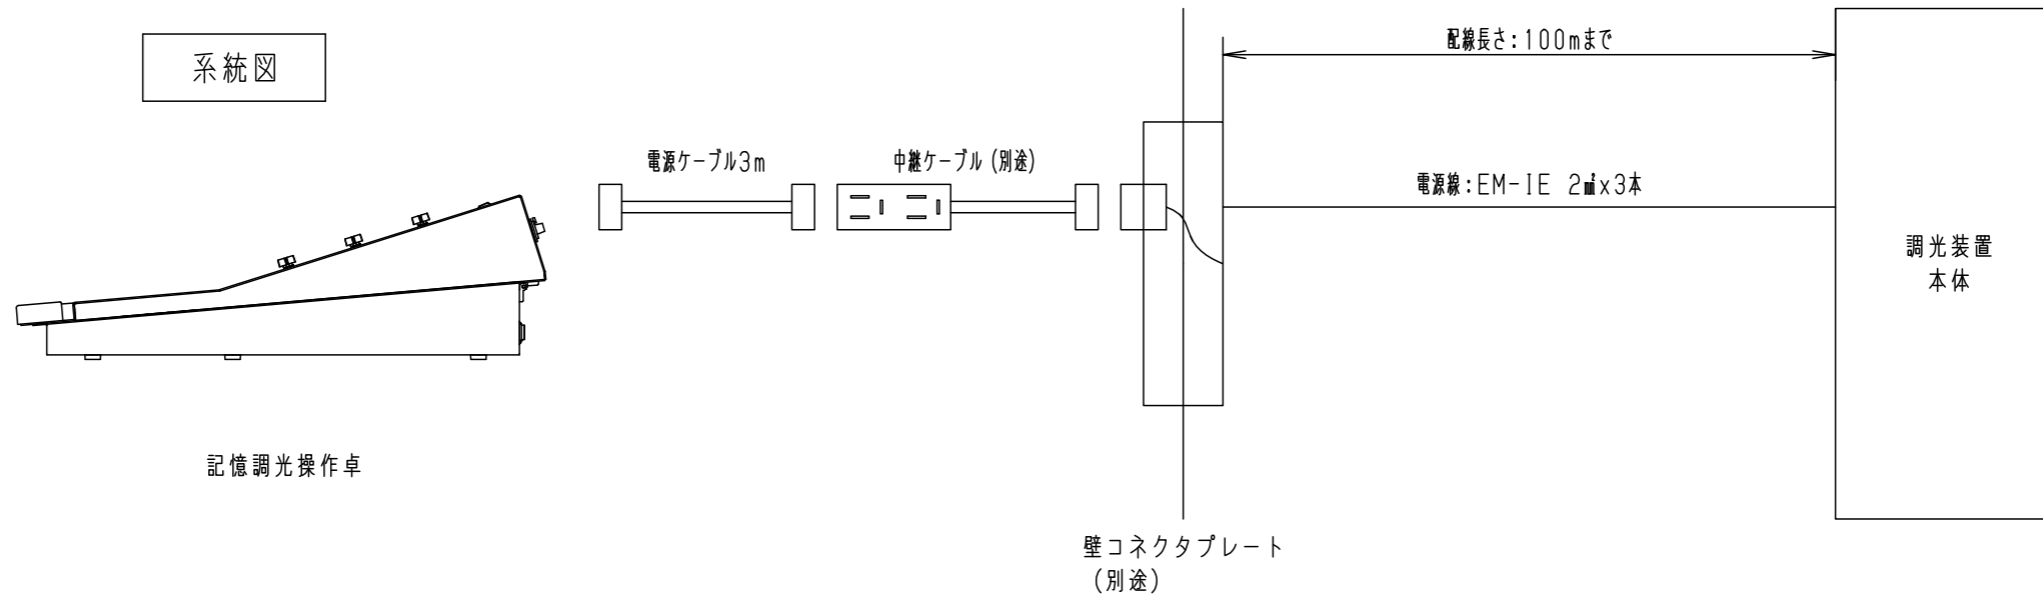 系統図
配線長さ:100mまで
電源ケーブル3m
中継ケーブル(別途)
電源線:EM-IE 2㎟x3本
調光装置
本体
記憶調光操作卓
壁コネクタプレート
(別途)